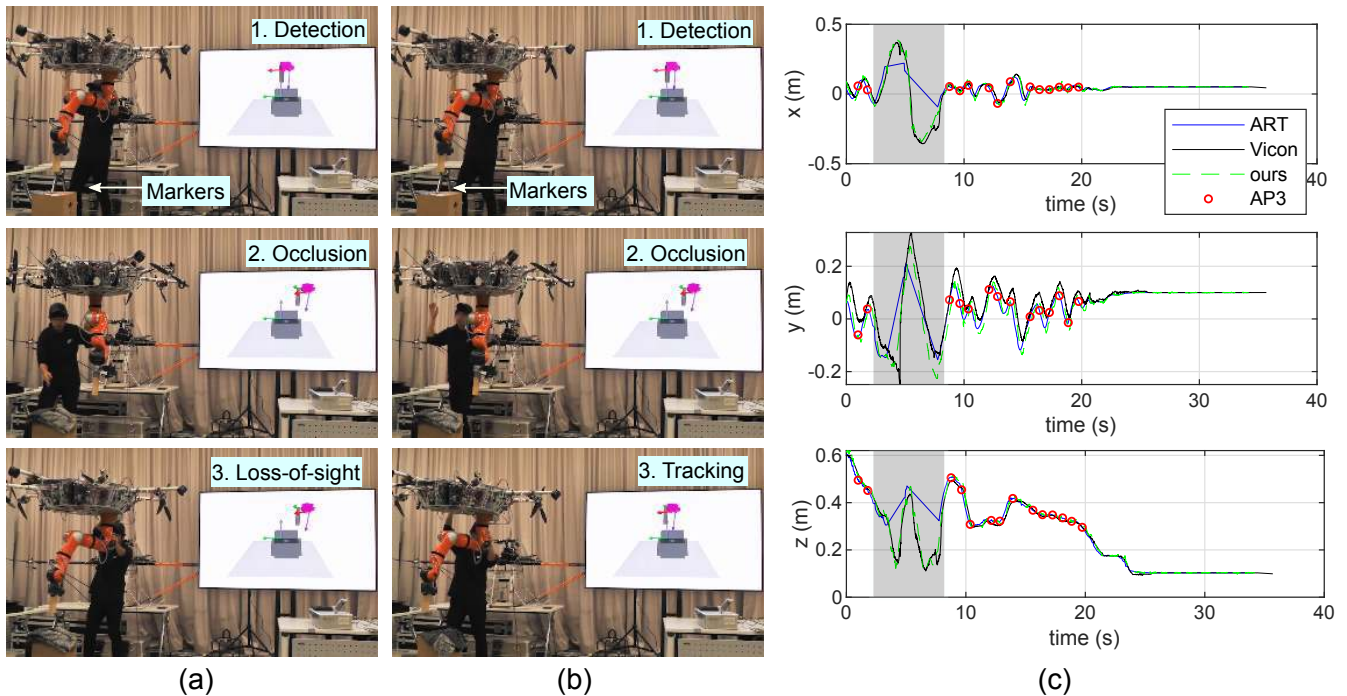 1. Detection
Markers
2. Occlusion
3. Loss-of-sight
(a)
1. Detection
Markers
2. Occlusion
3. Tracking
(b)
0.5
0
-0.5
x (m)
0 10 20 30 40
time (s)
ART
Vicon
ours
AP3
0.2
0
-0.2
y (m)
0 10 20 30 40
time (s)
0.6
0.4
0.2
0
z (m)
0 10 20 30 40
time (s)
(c)